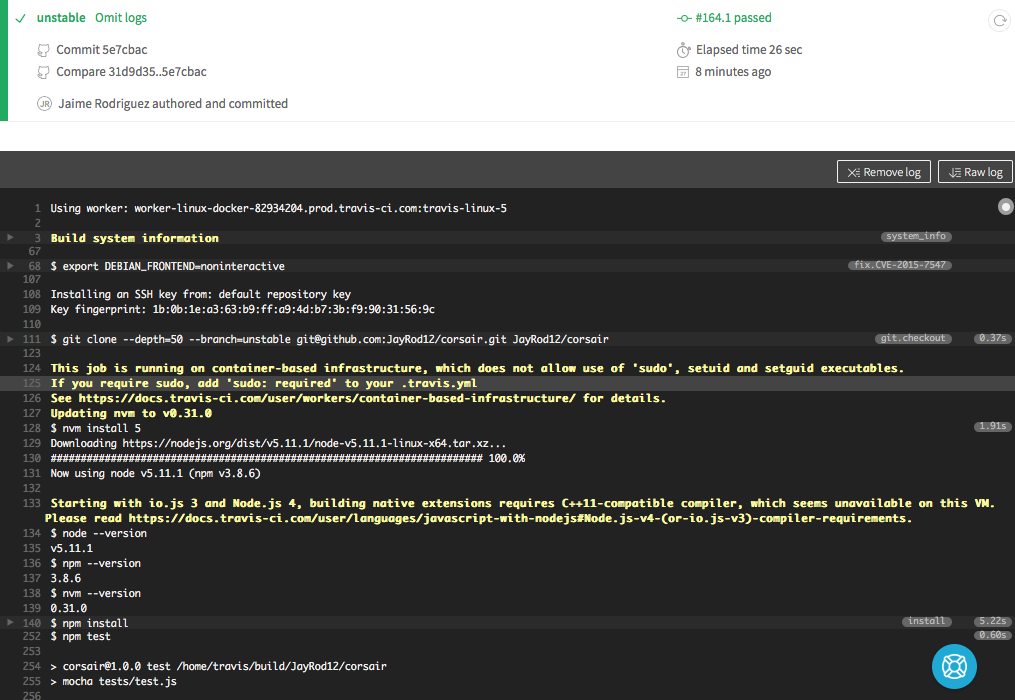 unstable Omit logs
#164.1 passed
Commit 5e7cbac
Elapsed time 26 sec
Compare 31d9d35..5e7cbac
8 minutes ago
JR Jaime Rodriguez authored and committed
Remove log Raw log
1 Using worker: worker-linux-docker-82934204.prod.travis-ci.com:travis-linux-5
2
3 Build system information system_info
67
68 $ export DEBIAN_FRONTEND=noninteractive fix.CVE-2015-7547
107
108 Installing an SSH key from: default repository key
109 Key fingerprint: 1b:0b:1e:a3:63:b9:ff:a9:4d:b7:3b:f9:90:31:56:9c
110
111 $ git clone --depth=50 --branch=unstable git@github.com:JayRod12/corsair.git JayRod12/corsair git.checkout 0.37s
123
124 This job is running on container-based infrastructure, which does not allow use of 'sudo', setuid and setguid executables.
125 If you require sudo, add 'sudo: required' to your .travis.yml
126 See https://docs.travis-ci.com/user/workers/container-based-infrastructure/ for details.
127 Updating nvm to v0.31.0
128 $ nvm install 5 1.91s
129 Downloading https://nodejs.org/dist/v5.11.1/node-v5.11.1-linux-x64.tar.xz...
130 ######################################################################## 100.0%
131 Now using node v5.11.1 (npm v3.8.6)
132
133 Starting with io.js 3 and Node.js 4, building native extensions requires C++11-compatible compiler, which seems unavailable on this VM.
Please read https://docs.travis-ci.com/user/languages/javascript-with-nodejs#Node.js-v4-(or-io.js-v3)-compiler-requirements.
134 $ node --version
135 v5.11.1
136 $ npm --version
137 3.8.6
138 $ nvm --version
139 0.31.0
140 $ npm install install 5.22s
252 $ npm test 0.60s
253
254 > corsair@1.0.0 test /home/travis/build/JayRod12/corsair
255 > mocha tests/test.js
256